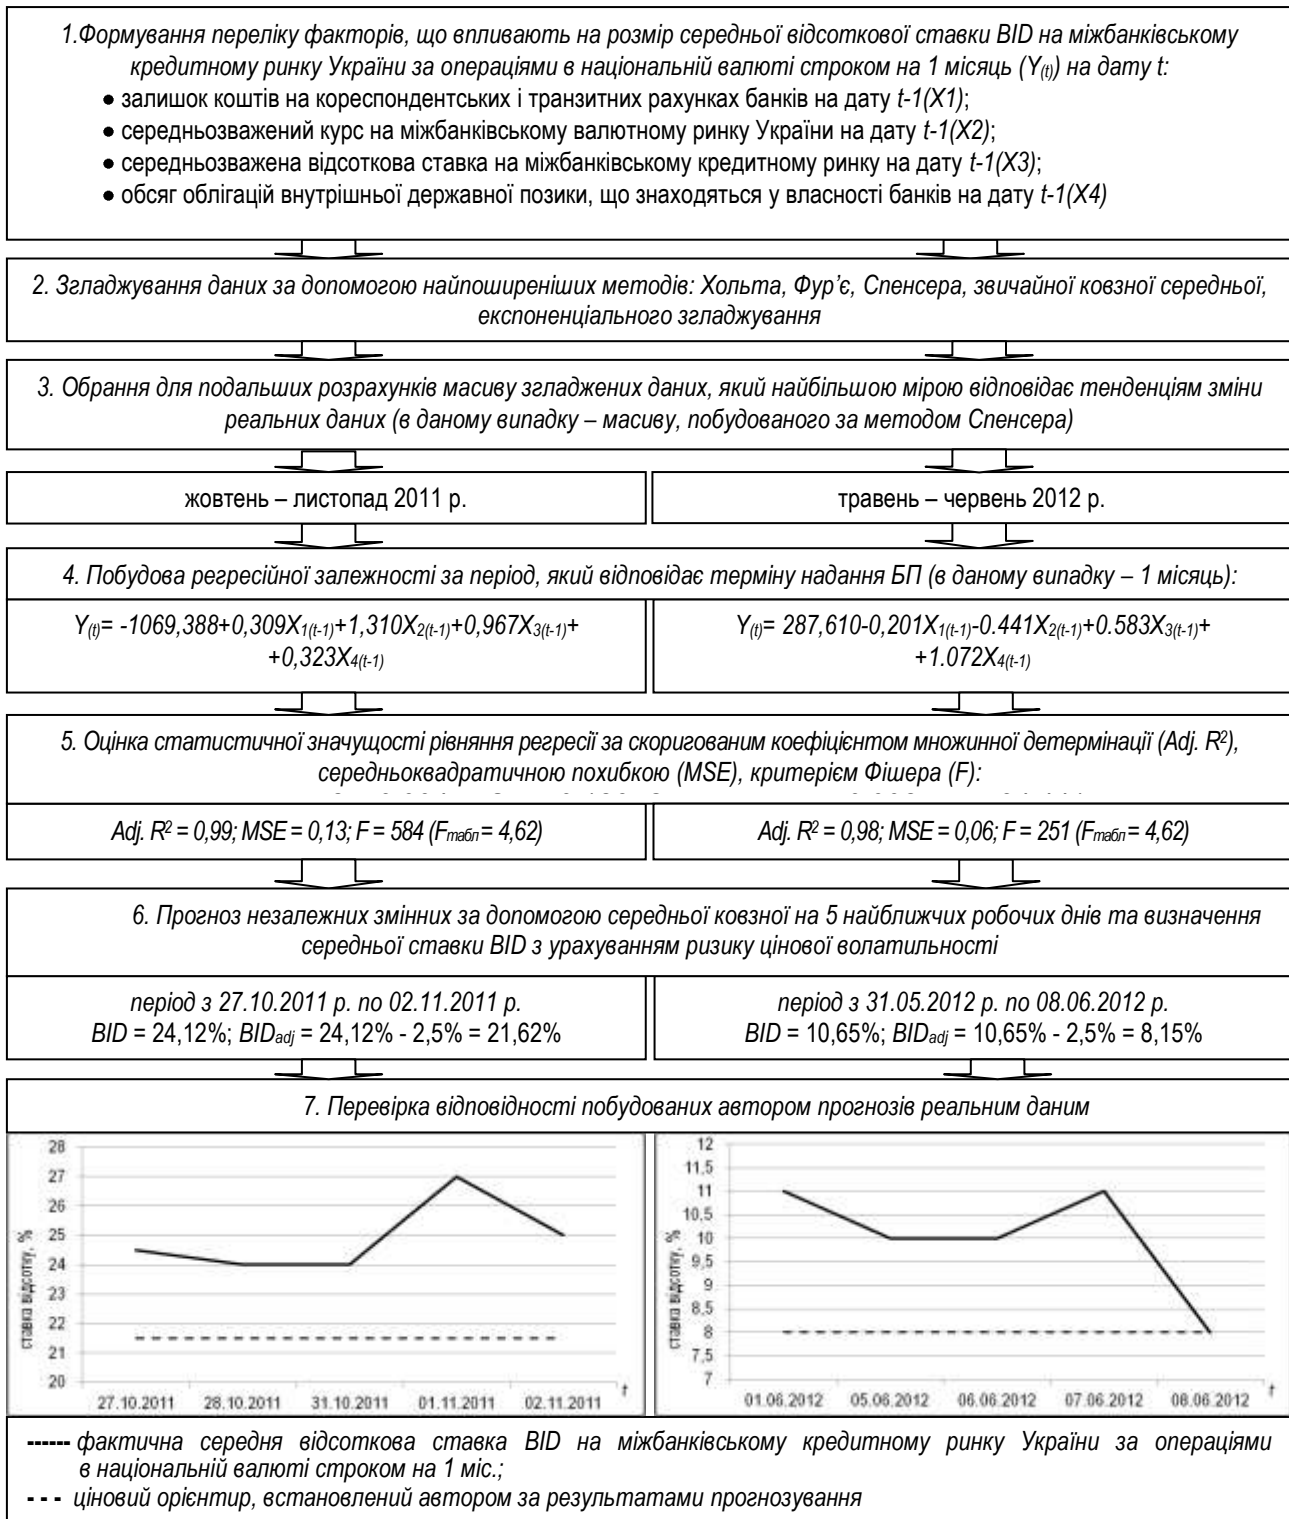 1.Формування переліку факторів, що впливають на розмір середньої відсоткової ставки BID на міжбанківському
кредитному ринку України за операціями в національній валюті строком на 1 місяць (Y(t)) на дату t:
● залишок коштів на кореспондентських і транзитних рахунках банків на дату t-1(X1);
● середньозважений курс на міжбанківському валютному ринку України на дату t-1(X2);
● середньозважена відсоткова ставка на міжбанківському кредитному ринку на дату t-1(X3);
● обсяг облігацій внутрішньої державної позики, що знаходяться у власності банків на дату t-1(X4)
2. Згладжування даних за допомогою найпоширеніших методів: Хольта, Фур’є, Спенсера, звичайної ковзної середньої,
експоненціального згладжування
3. Обрання для подальших розрахунків масиву згладжених даних, який найбільшою мірою відповідає тенденціям зміни
реальних даних (в даному випадку – масиву, побудованого за методом Спенсера)
жовтень – листопад 2011 р.
травень – червень 2012 р.
4. Побудова регресійної залежності за період, який відповідає терміну надання БП (в даному випадку – 1 місяць):
Y(t)= -1069,388+0,309X1(t-1)+1,310X2(t-1)+0,967X3(t-1)+
+0,323X4(t-1)
Y(t)= 287,610-0,201X1(t-1)-0.441X2(t-1)+0.583X3(t-1)+
+1.072X4(t-1)
5. Оцінка статистичної значущості рівняння регресії за скоригованим коефіцієнтом множинної детермінації (Adj. R²),
середньоквадратичною похибкою (MSE), критерієм Фішера (F):
Adj. R² = 0,99; MSE = 0,13; F = 584 (Fтабл = 4,62)
Adj. R² = 0,98; MSE = 0,06; F = 251 (Fтабл = 4,62)
6. Прогноз незалежних змінних за допомогою середньої ковзної на 5 найближчих робочих днів та визначення
середньої ставки BID з урахуванням ризику цінової волатильності
період з 27.10.2011 р. по 02.11.2011 р.
BID = 24,12%; BIDadj = 24,12% - 2,5% = 21,62%
період з 31.05.2012 р. по 08.06.2012 р.
BID = 10,65%; BIDadj = 10,65% - 2,5% = 8,15%
7. Перевірка відповідності побудованих автором прогнозів реальним даним
ставка відсотку, %
28
27
26
25
24
23
22
21
20
27.10.2011 28.10.2011 31.10.2011 01.11.2011 02.11.2011
t
ставка відсотку, %
12
11,5
11
10,5
10
9,5
9
8,5
8
7,5
7
01.06.2012 05.06.2012 06.06.2012 07.06.2012 08.06.2012
t
------ фактична середня відсоткова ставка BID на міжбанківському кредитному ринку України за операціями
в національній валюті строком на 1 міс.;
- - - ціновий орієнтир, встановлений автором за результатами прогнозування